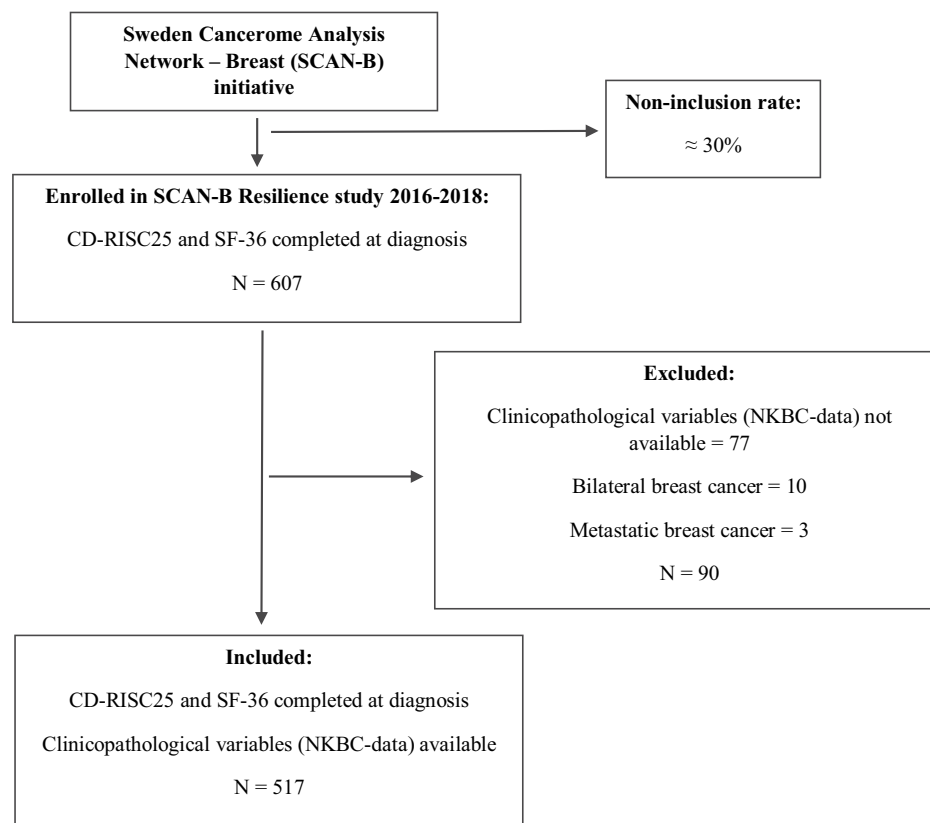 Sweden Cancerome Analysis
Network – Breast (SCAN-B)
initiative
Non-inclusion rate:
≈ 30%
Enrolled in SCAN-B Resilience study 2016-2018:
CD-RISC25 and SF-36 completed at diagnosis
N = 607
Excluded:
Clinicopathological variables (NKBC-data) not
available = 77
Bilateral breast cancer = 10
Metastatic breast cancer = 3
N = 90
Included:
CD-RISC25 and SF-36 completed at diagnosis
Clinicopathological variables (NKBC-data) available
N = 517